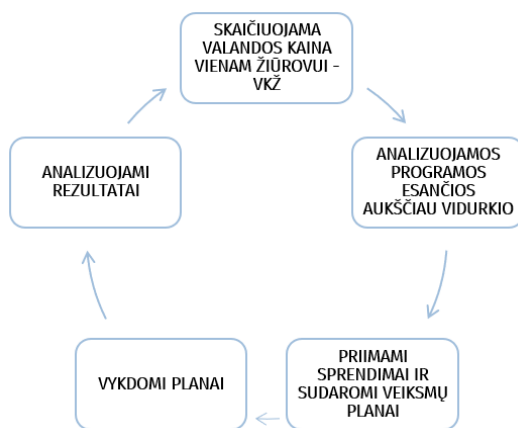 SKAIČIUOJAMA
VALANDOS KAINA
VIENAM ŽIŪROVUI -
VKŽ
ANALIZUOJAMOS
PROGRAMOS
ESANČIOS
AUKŠČIAU VIDURKIO
PRIIMAMI
SPRENDIMAI IR
SUDAROMI VEIKSMŲ
PLANAI
VYKDOMI PLANAI
ANALIZUOJAMI
REZULTATAI